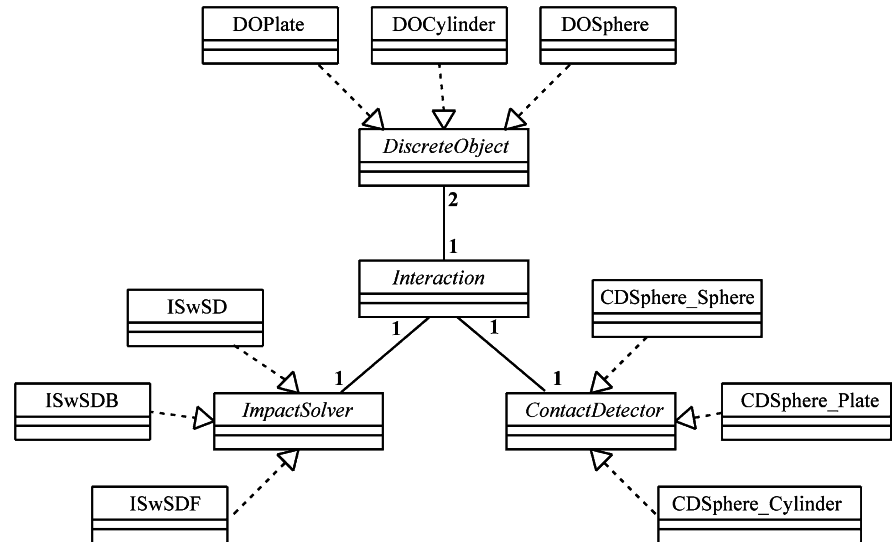 DOPlate
DOCylinder
DOSphere
DiscreteObject
2
1
Interaction
1
1
ISwSD
CDSphere_Sphere
1
1
ISwSDB
ImpactSolver
ContactDetector
CDSphere_Plate
ISwSDF
CDSphere_Cylinder